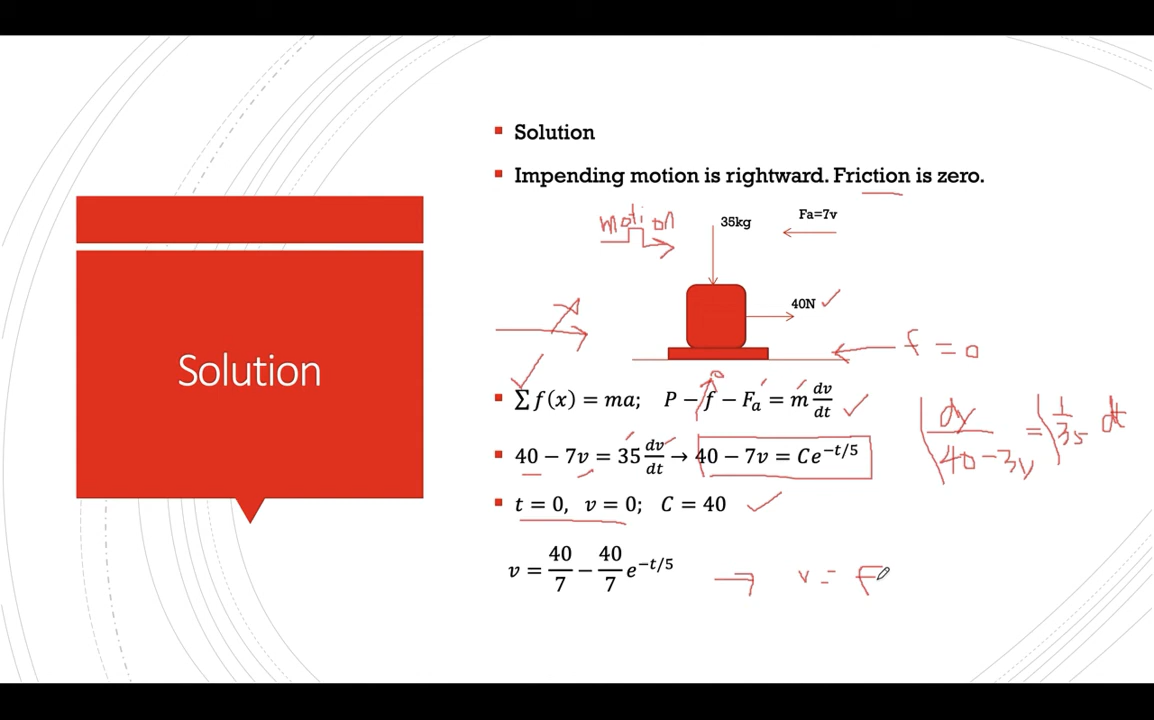 Solution
Solution
Impending motion is rightward. Friction is zero.
motion
35kg
Fa=7v
40N
f = 0
∑f(x) = ma; P − f − Fₐ = m dv/dt
0
40 − 7v = 35 dv/dt → 40 − 7v = Ce^{−t/5}
dv/40-3v = 1/35 dt
t = 0, v = 0; C = 40
v = 40/7 − 40/7 e^{−t/5}
→ v = F